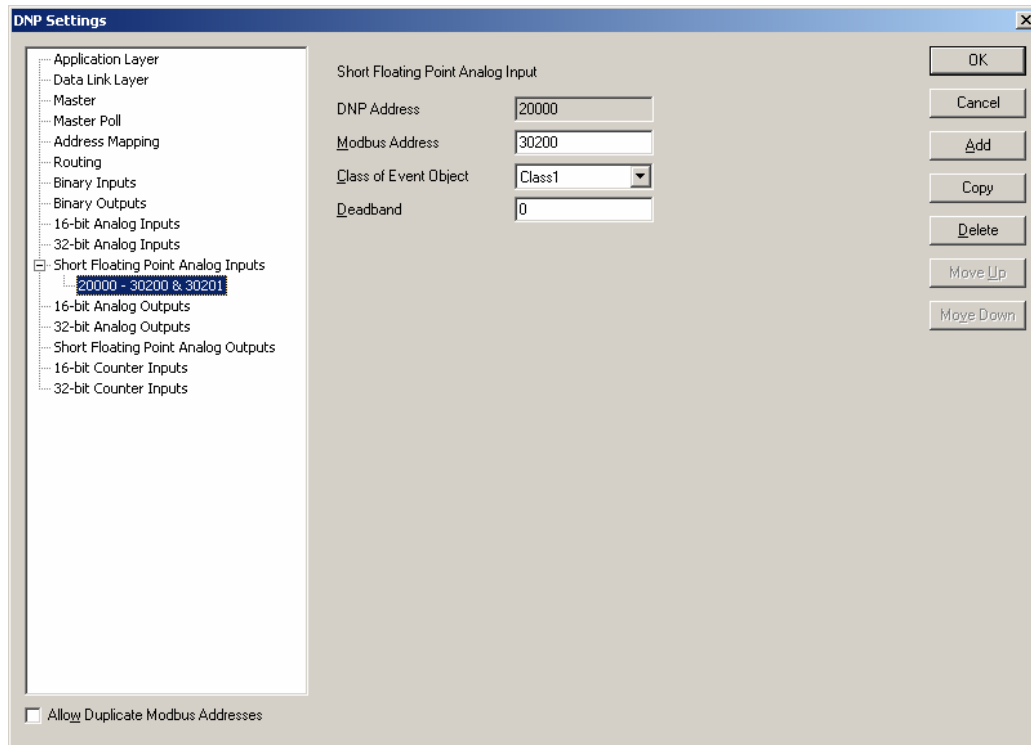 DNP Settings
Application Layer
Data Link Layer
Master
Master Poll
Address Mapping
Routing
Binary Inputs
Binary Outputs
16-bit Analog Inputs
32-bit Analog Inputs
Short Floating Point Analog Inputs
20000 - 30200 & 30201
16-bit Analog Outputs
32-bit Analog Outputs
Short Floating Point Analog Outputs
16-bit Counter Inputs
32-bit Counter Inputs
Allow Duplicate Modbus Addresses
Short Floating Point Analog Input
DNP Address 20000
Modbus Address 30200
Class of Event Object Class1
Deadband 0
OK
Cancel
Add
Copy
Delete
Move Up
Move Down